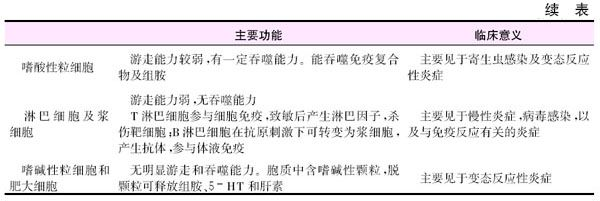 续 表
主要功能 临床意义
嗜酸性粒细胞
游走能力较弱,有一定吞噬能力。能吞噬免疫复合
物及组胺
主要见于寄生虫感染及变态反应
性炎症
淋巴细胞及浆
细胞
游走能力弱,无吞噬能力
T淋巴细胞参与细胞免疫,致敏后产生淋巴因子,杀
伤靶细胞;B淋巴细胞在抗原刺激下可转变为浆细胞,
产生抗体,参与体液免疫
主要见于慢性炎症,病毒感染,以
及与免疫反应有关的炎症
嗜碱性粒细胞和
肥大细胞
无明显游走和吞噬能力。胞质中含嗜碱性颗粒,脱
颗粒可释放组胺、5-HT和肝素
主要见于变态反应性炎症